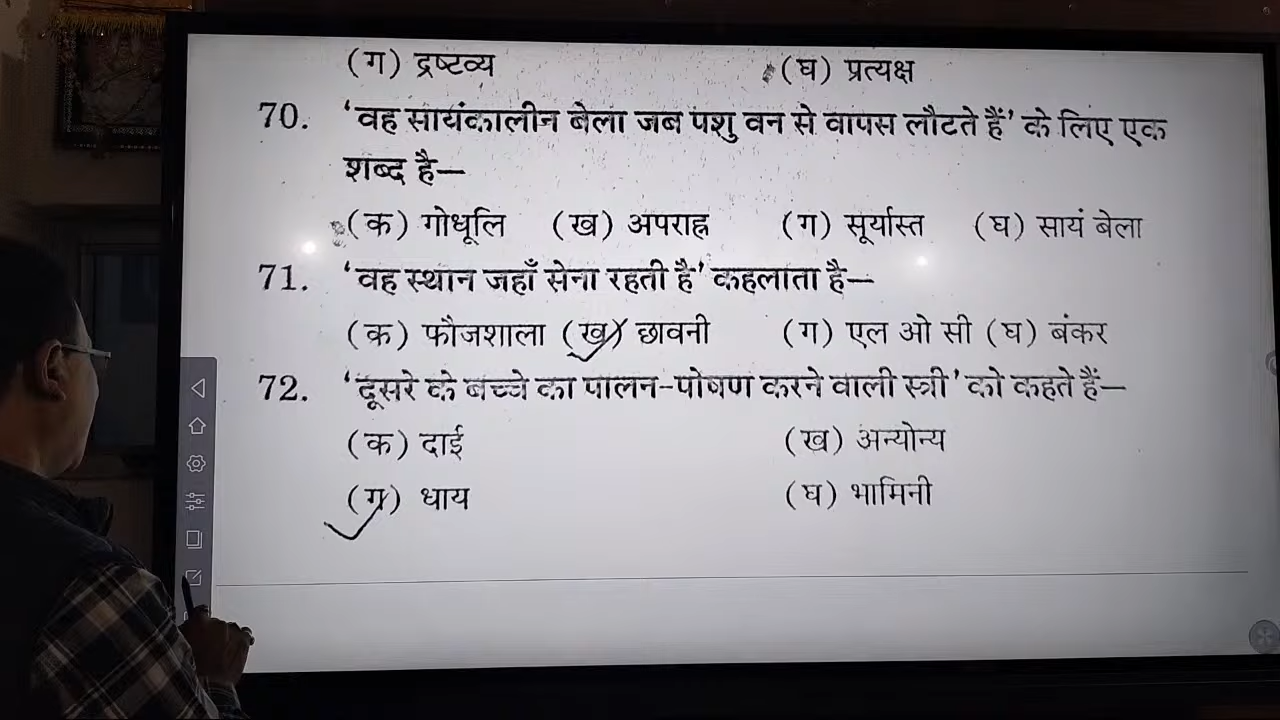 (ग) द्रष्टव्य (घ) प्रत्यक्ष
70. ‘वह सायंकालीन बेला जब पशु वन से वापस लौटते हैं’ के लिए एक
शब्द है—
(क) गोधूलि (ख) अपराह्न (ग) सूर्यास्त (घ) सायं बेला
71. ‘वह स्थान जहाँ सेना रहती है’ कहलाता है—
(क) फौजशाला (ख) छावनी (ग) एल ओ सी (घ) बंकर
72. ‘दूसरे के बच्चे का पालन-पोषण करने वाली स्त्री’ को कहते हैं—
(क) दाई (ख) अन्योन्य
(ग) धाय (घ) भामिनी